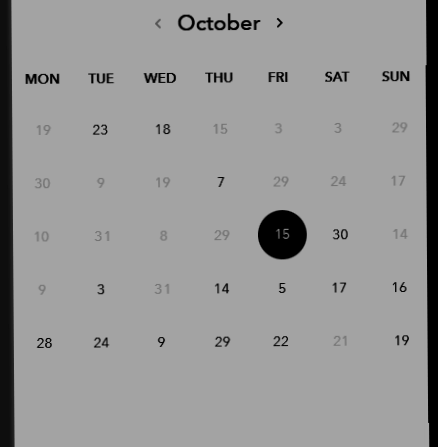 ‹ October ›
MON TUE WED THU FRI SAT SUN
19 23 18 15 3 3 29
30 9 19 7 29 24 17
10 31 8 29 15 30 14
9 3 31 14 5 17 16
28 24 9 29 22 21 19